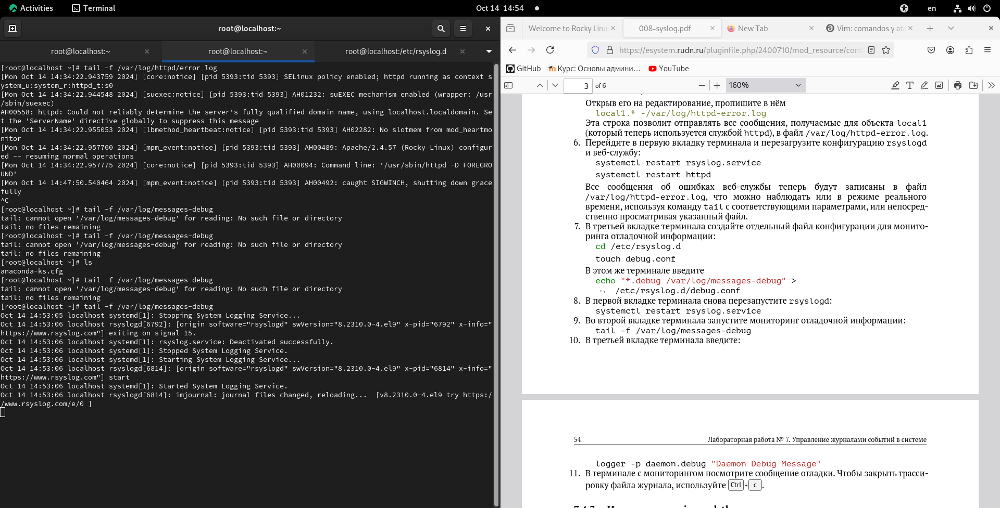 Activities
Terminal
Oct 14 14:54
en
root@localhost:~
root@localhost:~
root@localhost:~
root@localhost:/etc/rsyslog.d
[root@localhost ~]# tail -f /var/log/httpd/error_log
[Mon Oct 14 14:34:22.943759 2024] [core:notice] [pid 5393:tid 5393] SELinux policy enabled; httpd running as context s
ystem_u:system_r:httpd_t:s0
[Mon Oct 14 14:34:22.944548 2024] [suexec:notice] [pid 5393:tid 5393] AH01232: suEXEC mechanism enabled (wrapper: /usr
/sbin/suexec)
AH00558: httpd: Could not reliably determine the server's fully qualified domain name, using localhost.localdomain. Se
t the 'ServerName' directive globally to suppress this message
[Mon Oct 14 14:34:22.955053 2024] [lbmethod_heartbeat:notice] [pid 5393:tid 5393] AH02282: No slotmem from mod_heartmo
nitor
[Mon Oct 14 14:34:22.957760 2024] [mpm_event:notice] [pid 5393:tid 5393] AH00489: Apache/2.4.57 (Rocky Linux) configur
ed -- resuming normal operations
[Mon Oct 14 14:34:22.957775 2024] [core:notice] [pid 5393:tid 5393] AH00094: Command line: '/usr/sbin/httpd -D FOREGRO
UND'
[Mon Oct 14 14:47:50.540464 2024] [mpm_event:notice] [pid 5393:tid 5393] AH00492: caught SIGWINCH, shutting down grace
fully
^C
[root@localhost ~]# tail -f /var/log/messages-debug
tail: cannot open '/var/log/messages-debug' for reading: No such file or directory
tail: no files remaining
[root@localhost ~]# tail -f /var/log/messages-debug
tail: cannot open '/var/log/messages-debug' for reading: No such file or directory
tail: no files remaining
[root@localhost ~]# ls
anaconda-ks.cfg
[root@localhost ~]# tail -f /var/log/messages-debug
tail: cannot open '/var/log/messages-debug' for reading: No such file or directory
tail: no files remaining
[root@localhost ~]# tail -f /var/log/messages-debug
Oct 14 14:53:05 localhost systemd[1]: Stopping System Logging Service...
Oct 14 14:53:06 localhost rsyslogd[6792]: [origin software="rsyslogd" swVersion="8.2310.0-4.el9" x-pid="6792" x-info="
https://www.rsyslog.com"] exiting on signal 15.
Oct 14 14:53:06 localhost systemd[1]: rsyslog.service: Deactivated successfully.
Oct 14 14:53:06 localhost systemd[1]: Stopped System Logging Service.
Oct 14 14:53:06 localhost systemd[1]: Starting System Logging Service...
Oct 14 14:53:06 localhost rsyslogd[6814]: [origin software="rsyslogd" swVersion="8.2310.0-4.el9" x-pid="6814" x-info="
https://www.rsyslog.com"] start
Oct 14 14:53:06 localhost systemd[1]: Started System Logging Service.
Oct 14 14:53:06 localhost rsyslogd[6814]: imjournal: journal files changed, reloading...  [v8.2310.0-4.el9 try https:/
/www.rsyslog.com/e/0 ]
Welcome to Rocky Linu
008-syslog.pdf
New Tab
Vim: comandos y ata
https://esystem.rudn.ru/pluginfile.php/2400710/mod_resource/cont
GitHub
Курс: Основы админи…
YouTube
3 of 6
160%
Открыв его на редактирование, пропишите в нём
local1.* -/var/log/httpd-error.log
Эта строка позволит отправлять все сообщения, получаемые для объекта local1
(который теперь используется службой httpd), в файл /var/log/httpd-error.log.
6. Перейдите в первую вкладку терминала и перезагрузите конфигурацию rsyslogd
и веб-службу:
systemctl restart rsyslog.service
systemctl restart httpd
Все сообщения об ошибках веб-службы теперь будут записаны в файл
/var/log/httpd-error.log, что можно наблюдать или в режиме реального
времени, используя команду tail с соответствующими параметрами, или непосред-
ственно просматривая указанный файл.
7. В третьей вкладке терминала создайте отдельный файл конфигурации для монито-
ринга отладочной информации:
cd /etc/rsyslog.d
touch debug.conf
В этом же терминале введите
echo "*.debug /var/log/messages-debug" >
↪ /etc/rsyslog.d/debug.conf
8. В первой вкладке терминала снова перезапустите rsyslogd:
systemctl restart rsyslog.service
9. Во второй вкладке терминала запустите мониторинг отладочной информации:
tail -f /var/log/messages-debug
10. В третьей вкладке терминала введите:
54 Лабораторная работа № 7. Управление журналами событий в системе
logger -p daemon.debug "Daemon Debug Message"
11. В терминале с мониторингом посмотрите сообщение отладки. Чтобы закрыть трасси-
ровку файла журнала, используйте Ctrl + c .